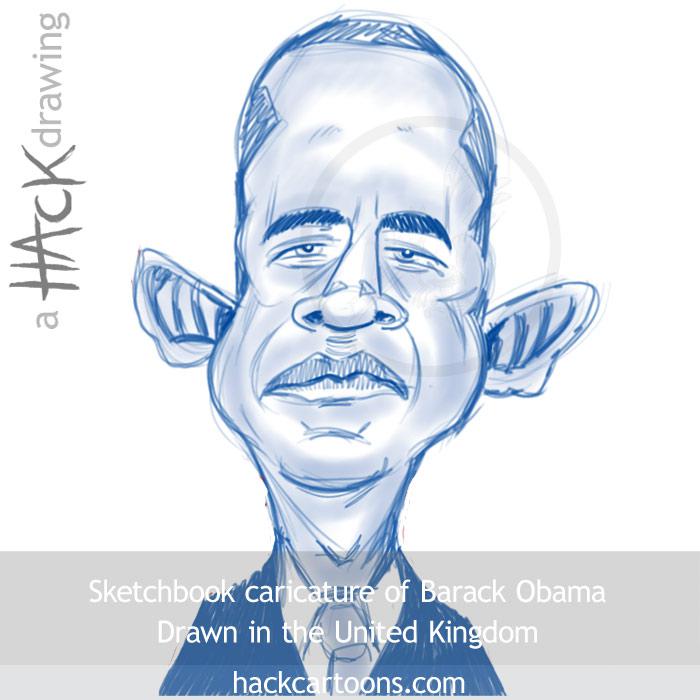 a HACK drawing
Sketchbook caricature of Barack Obama
Drawn in the United Kingdom
hackcartoons.com